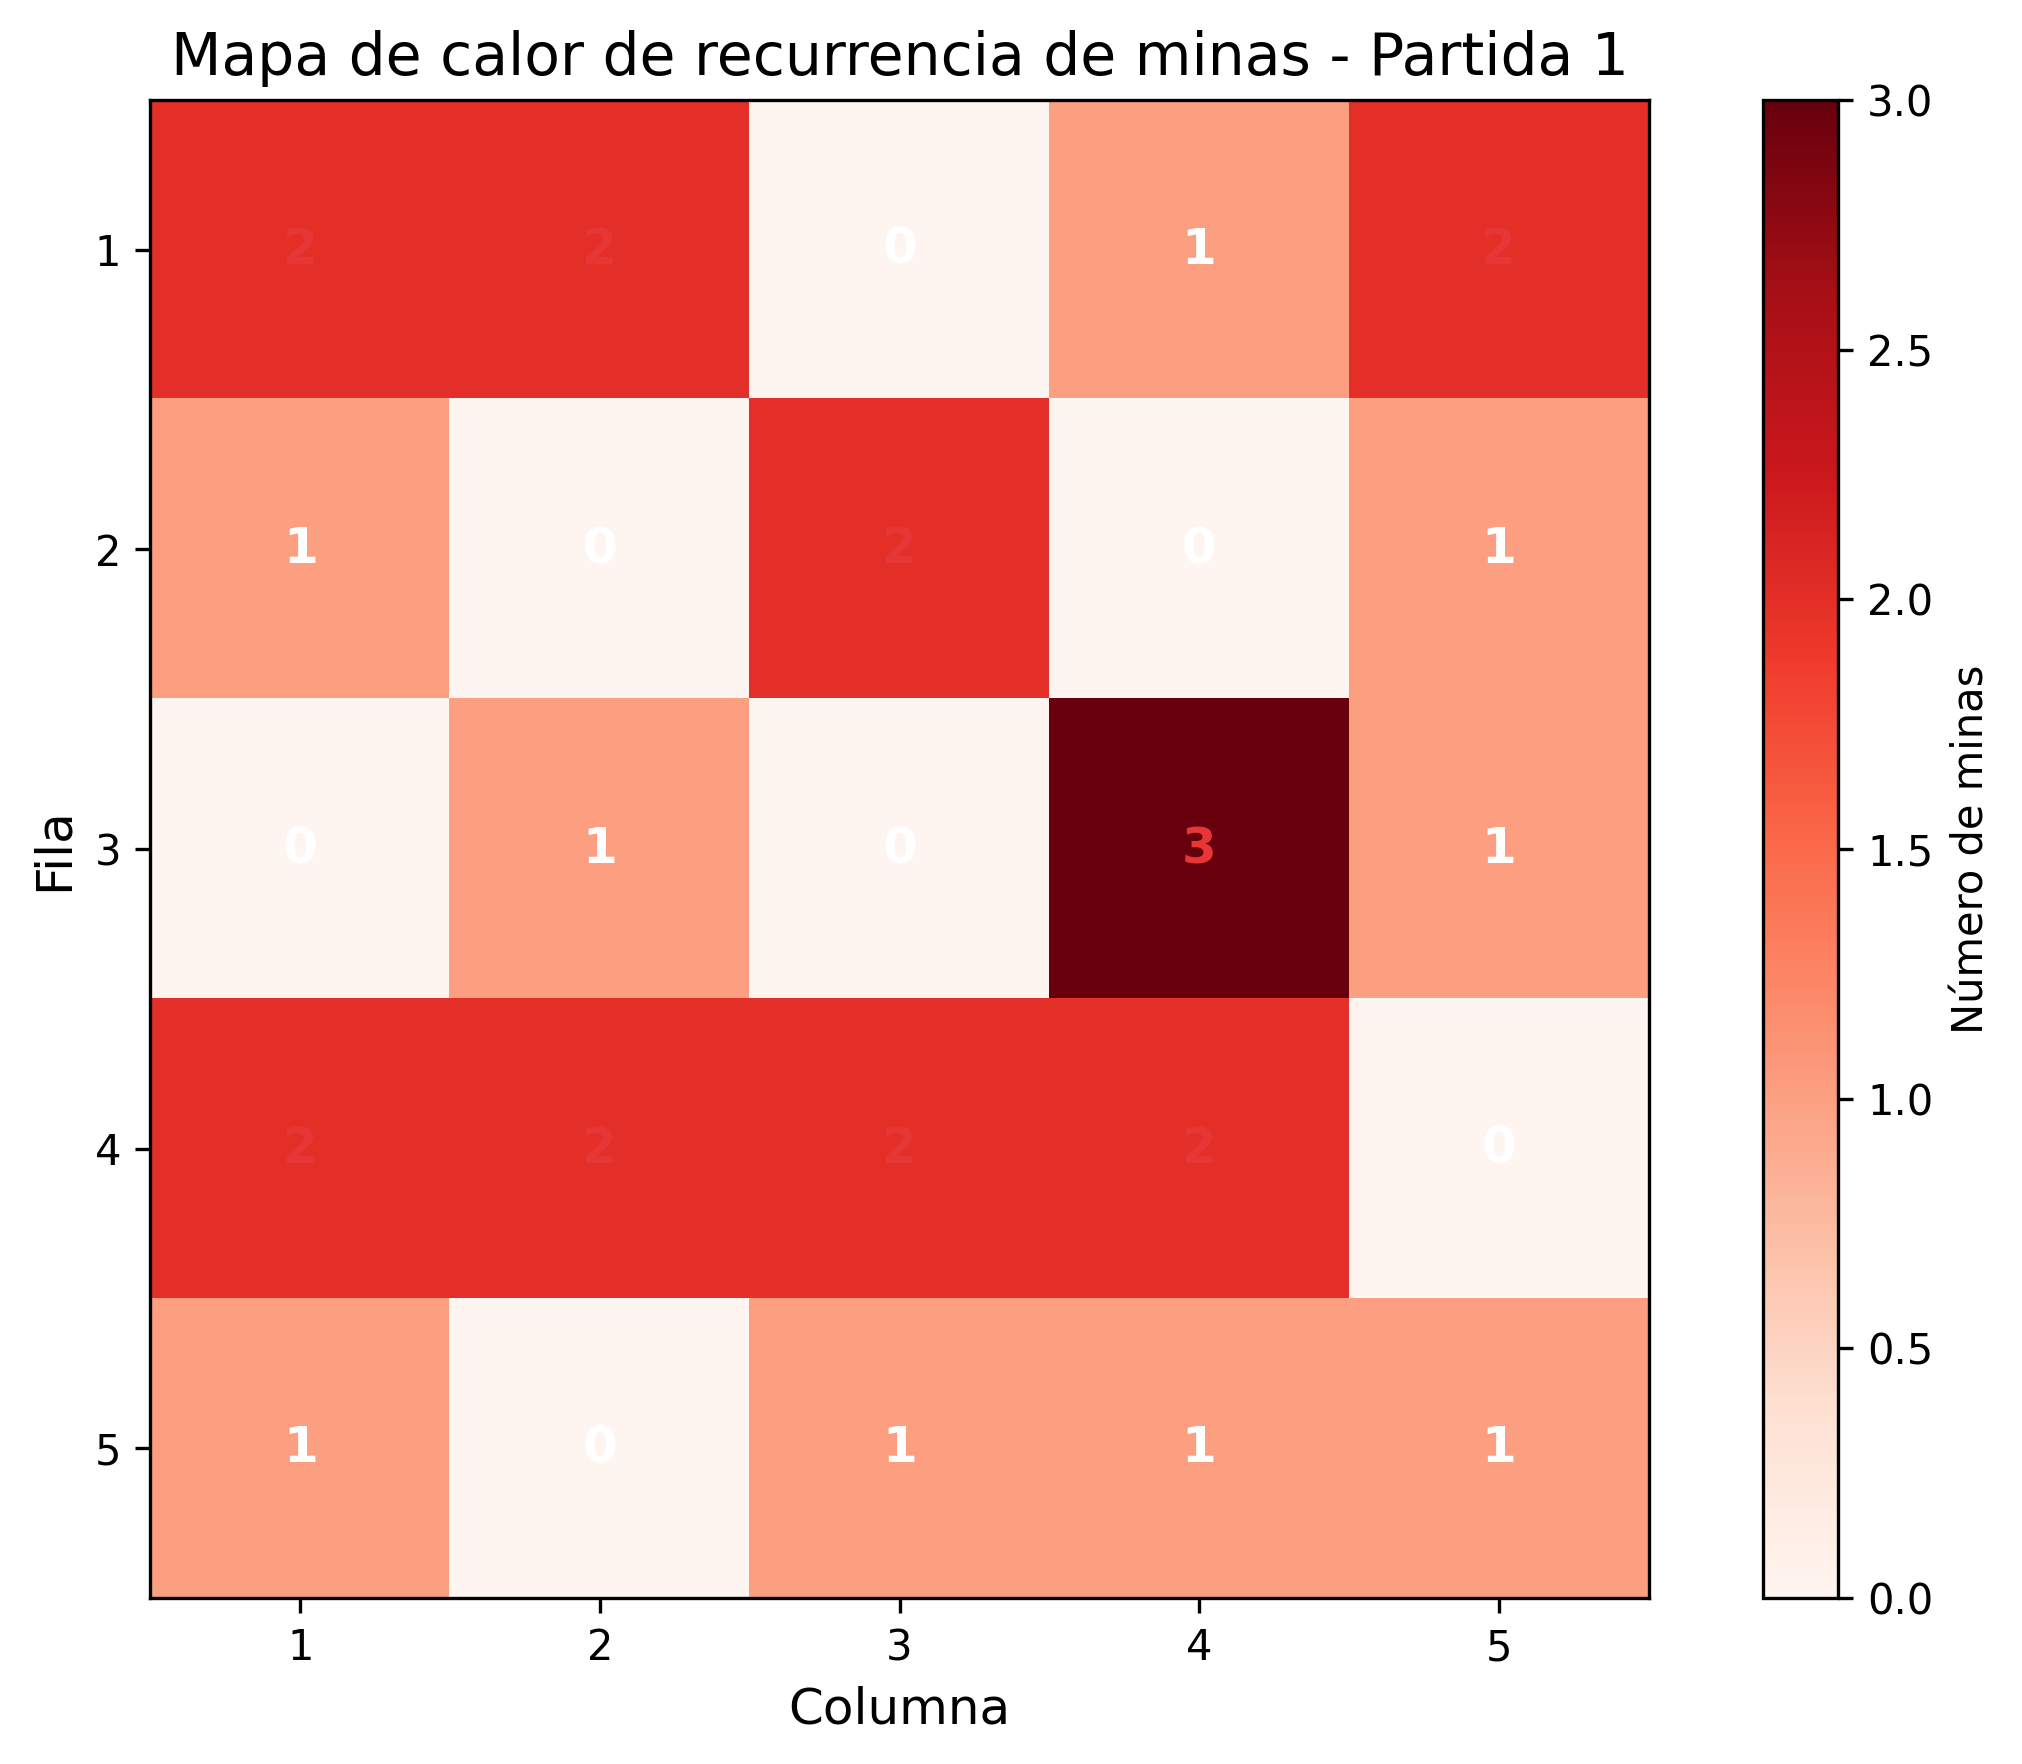 Mapa de calor de recurrencia de minas - Partida 1
3.0
1 2 2 0 1 2
2.5
2 1 0 2 0 1
2.0
Número de minas
Fila
3 0 1 0 3 1
1.5
4 2 2 2 2 0
1.0
0.5
5 1 0 1 1 1
0.0
1 2 3 4 5
Columna